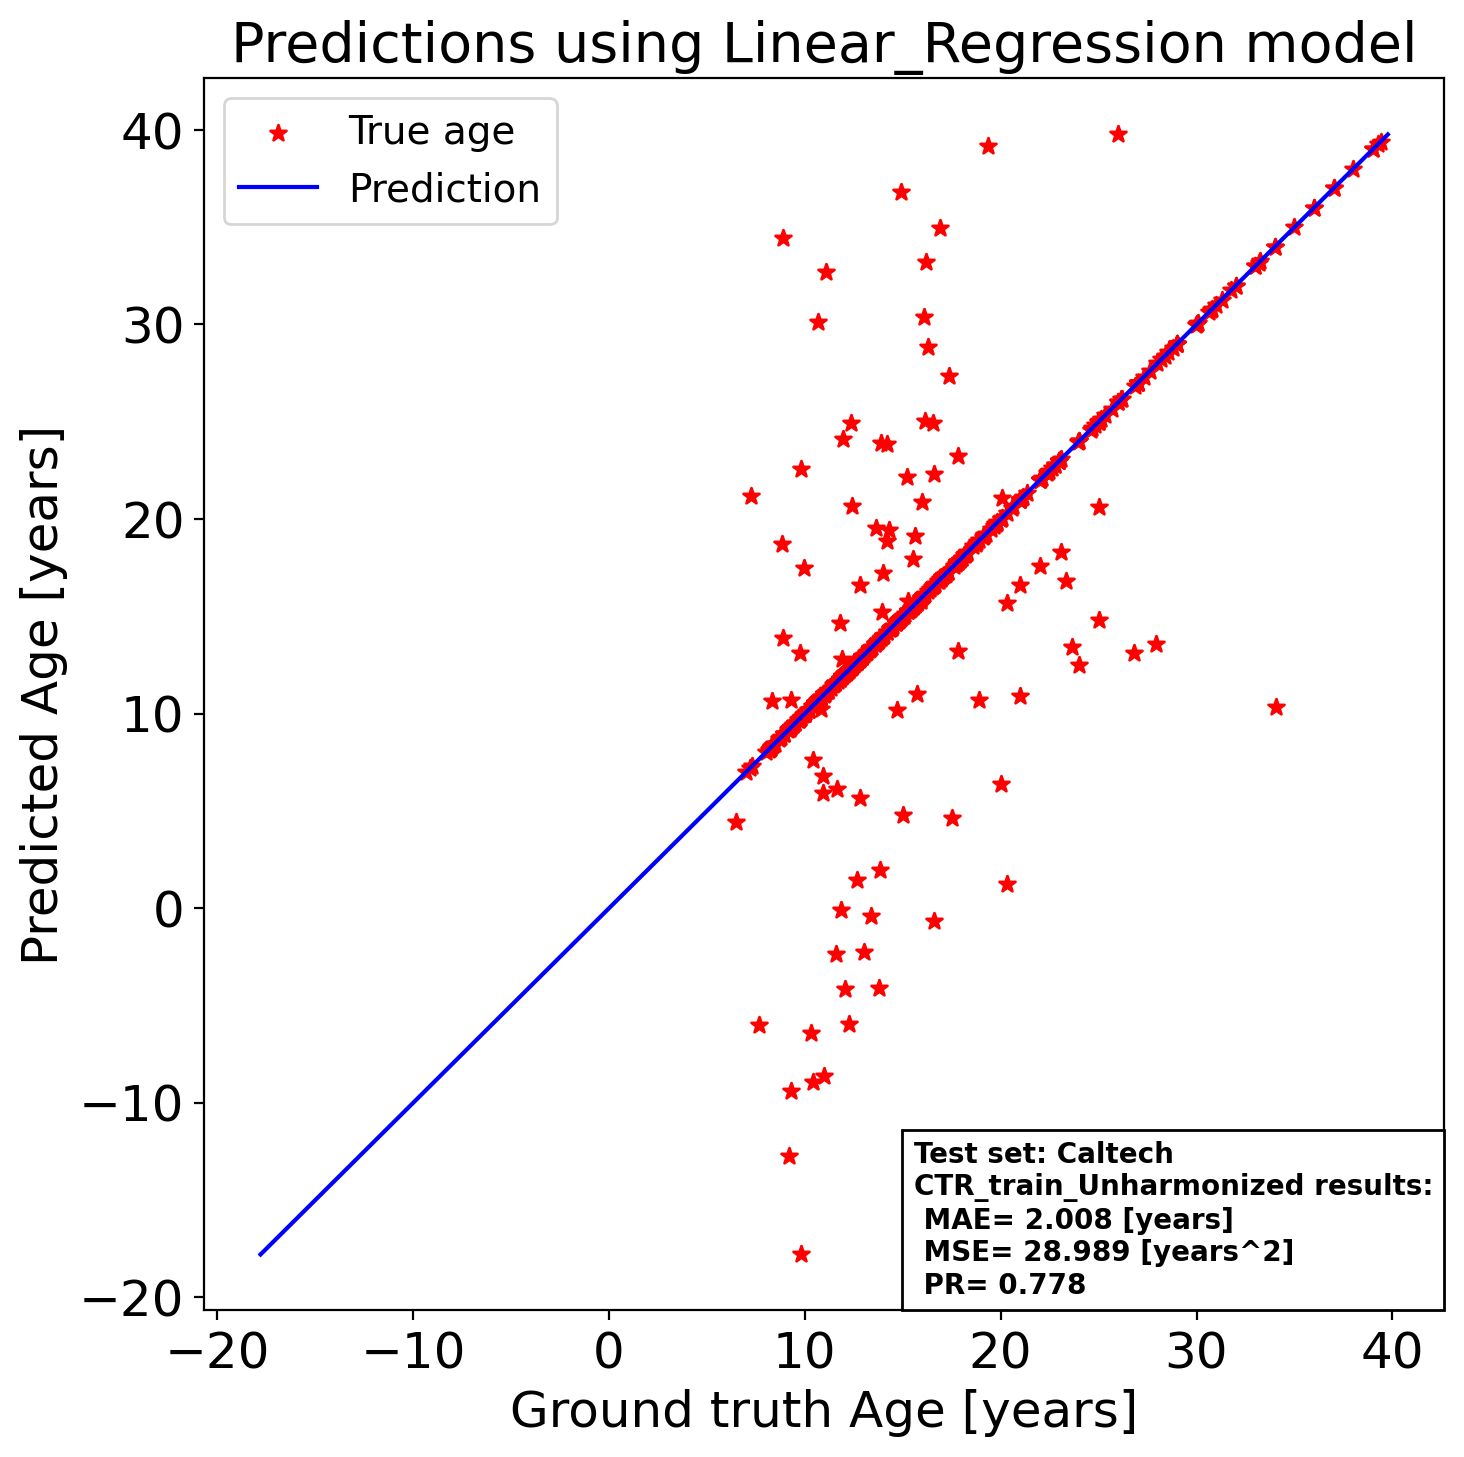 Predictions using Linear_Regression model
True age
Prediction
40
30
20
10
0
−10
−20
Predicted Age [years]
Test set: Caltech
CTR_train_Unharmonized results:
MAE= 2.008 [years]
MSE= 28.989 [years^2]
PR= 0.778
−20 −10 0 10 20 30 40
Ground truth Age [years]